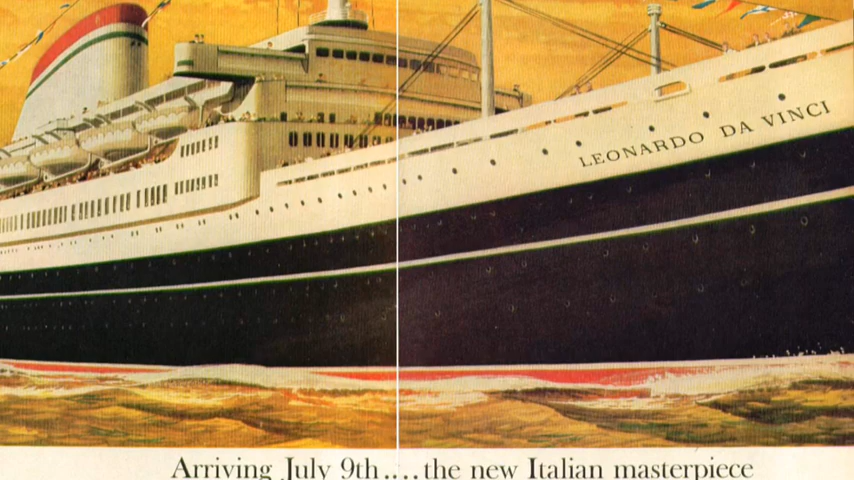 LEONARDO DA VINCI
Arriving July 9th....the new Italian masterpiece